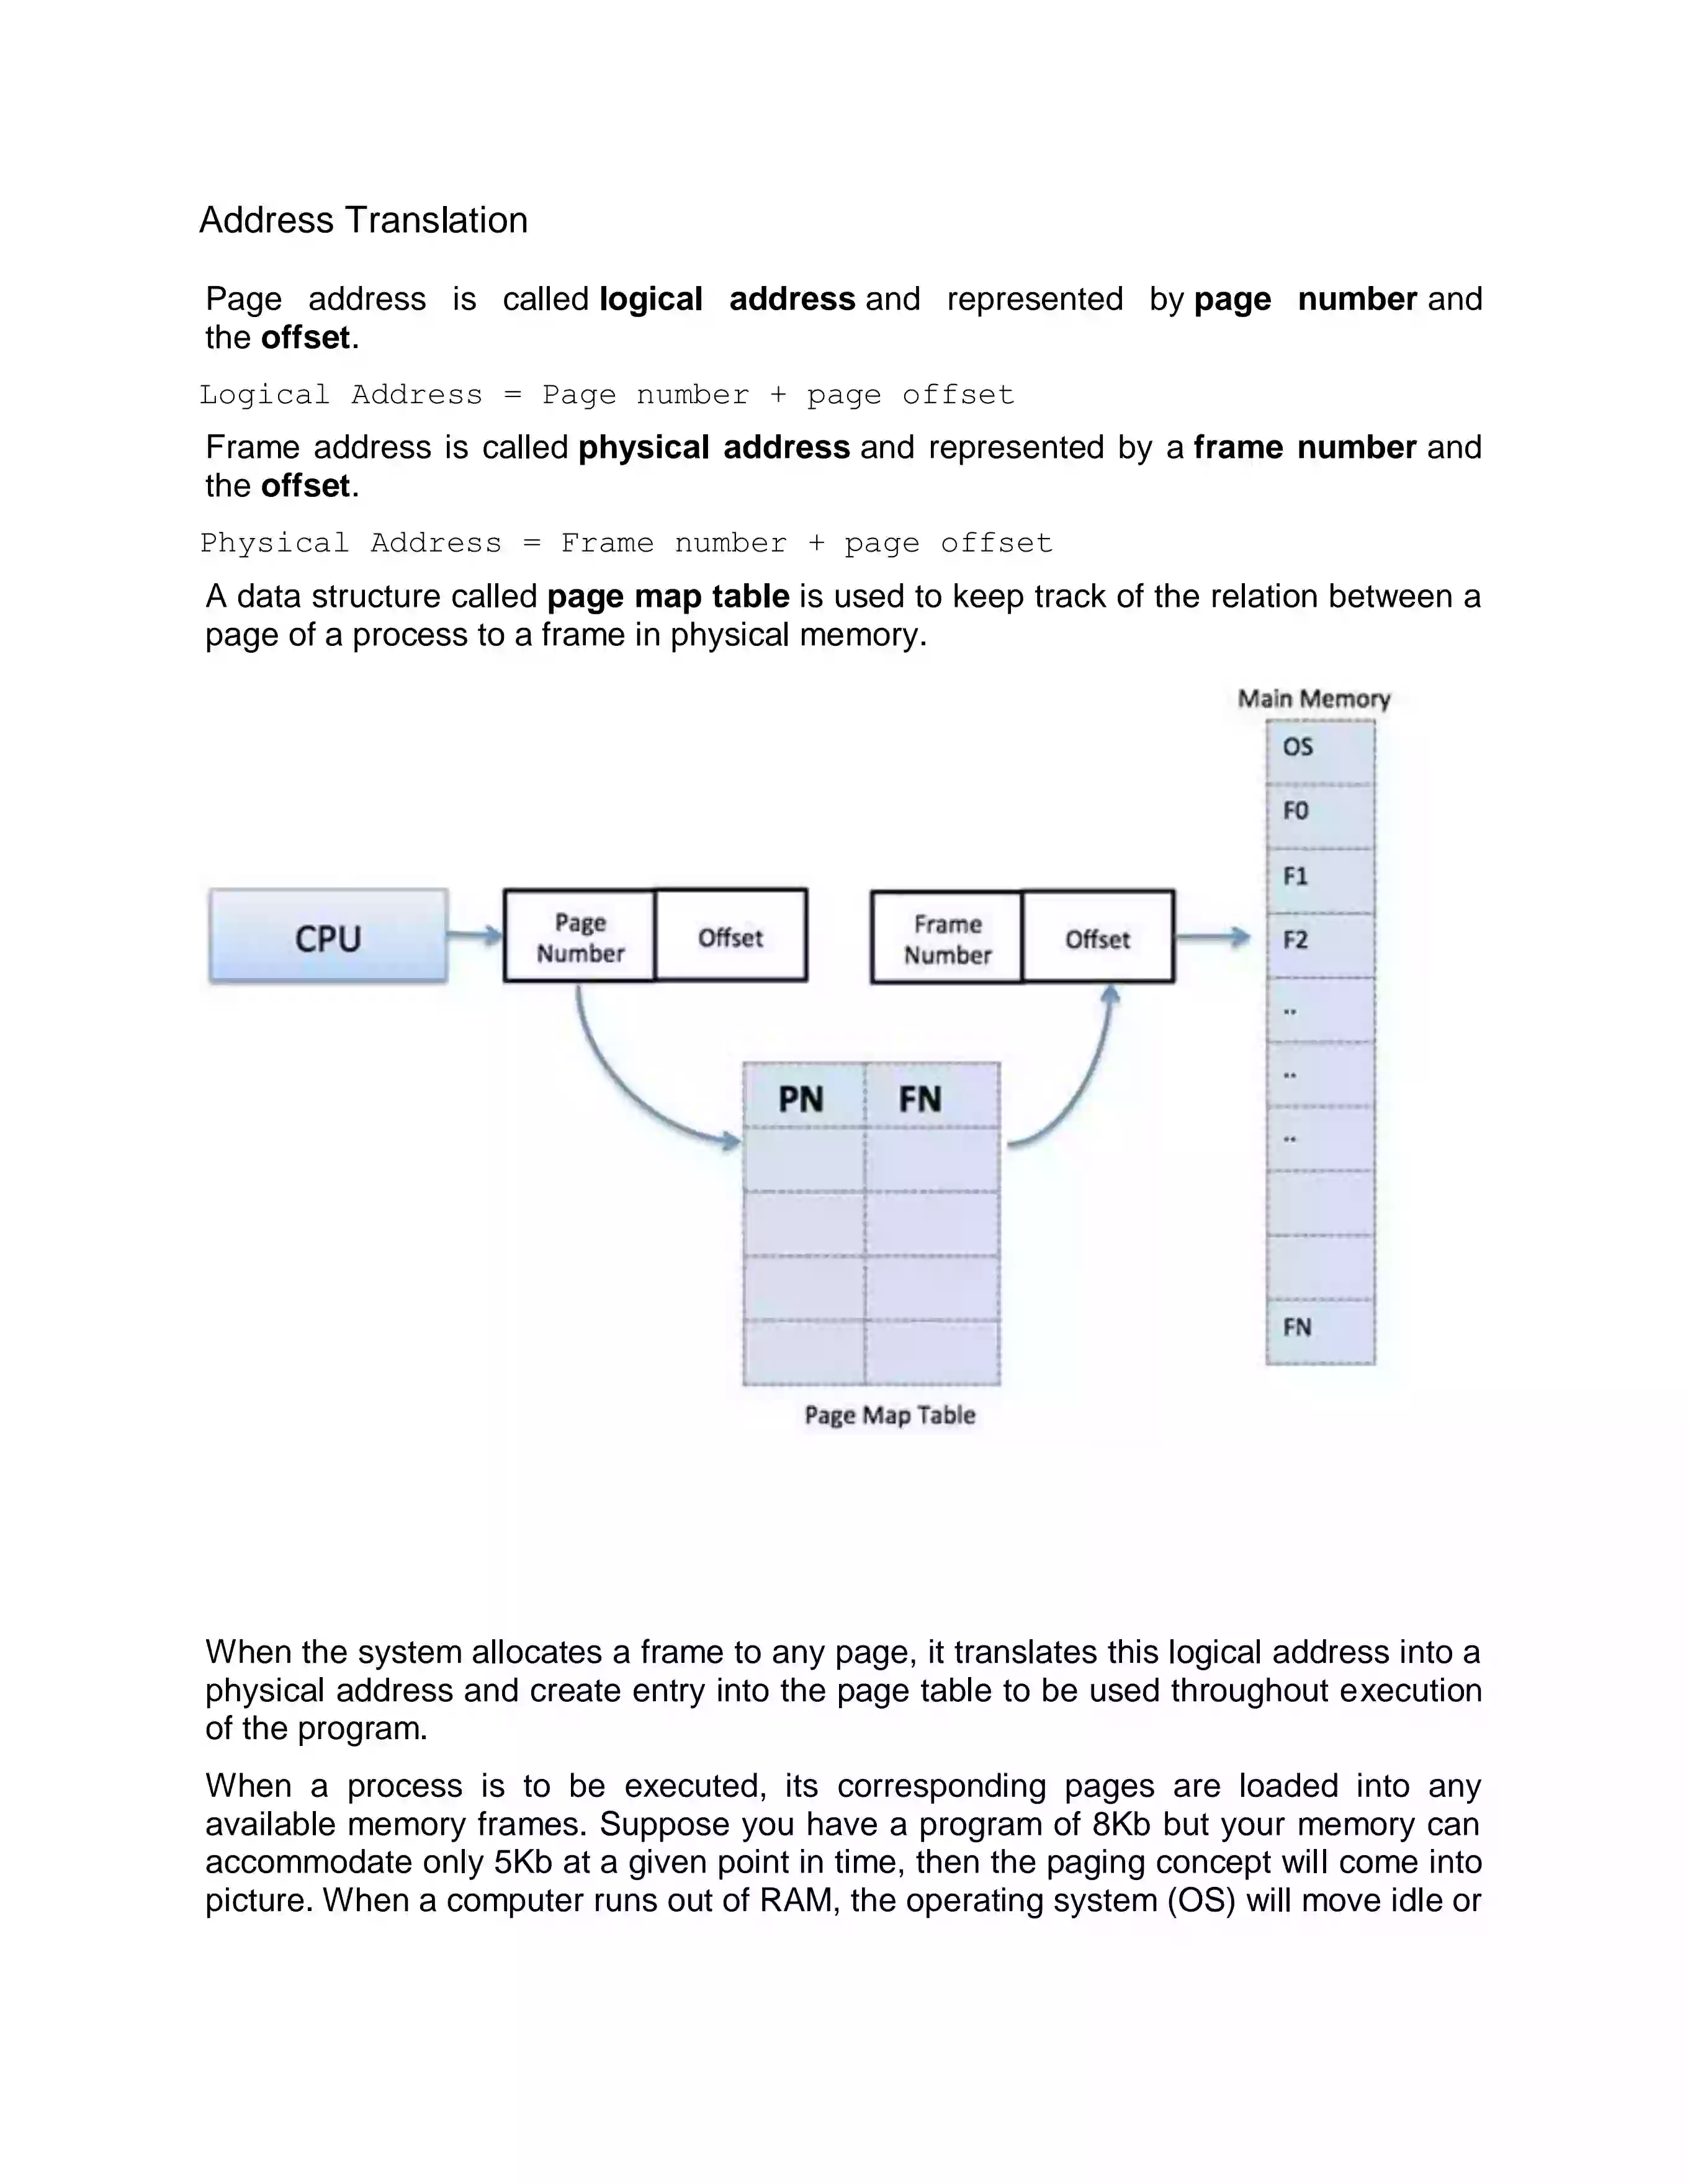 Address Translation
Page address is called logical address and represented by page number and
the offset.
Logical Address = Page number + page offset
Frame address is called physical address and represented by a frame number and
the offset.
Physical Address = Frame number + page offset
A data structure called page map table is used to keep track of the relation between a
page of a process to a frame in physical memory.
Main Memory
OS
F0
F1
CPU
Page
Number
Offset
Frame
Number
Offset
F2
..
..
..
PN FN
FN
Page Map Table
When the system allocates a frame to any page, it translates this logical address into a
physical address and create entry into the page table to be used throughout execution
of the program.
When a process is to be executed, its corresponding pages are loaded into any
available memory frames. Suppose you have a program of 8Kb but your memory can
accommodate only 5Kb at a given point in time, then the paging concept will come into
picture. When a computer runs out of RAM, the operating system (OS) will move idle or